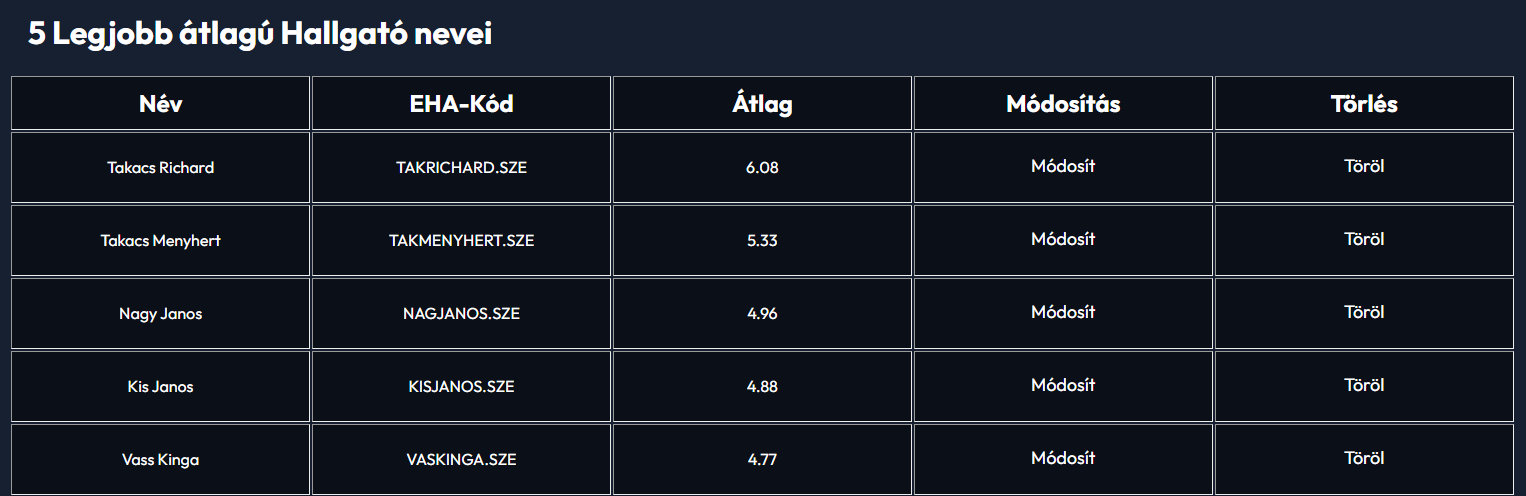 5 Legjobb átlagú Hallgató nevei
Név EHA-Kód Átlag Módosítás Törlés
Takacs Richard TAKRICHARD.SZE 6.08 Módosít Töröl
Takacs Menyhert TAKMENYHERT.SZE 5.33 Módosít Töröl
Nagy Janos NAGJANOS.SZE 4.96 Módosít Töröl
Kis Janos KISJANOS.SZE 4.88 Módosít Töröl
Vass Kinga VASKINGA.SZE 4.77 Módosít Töröl